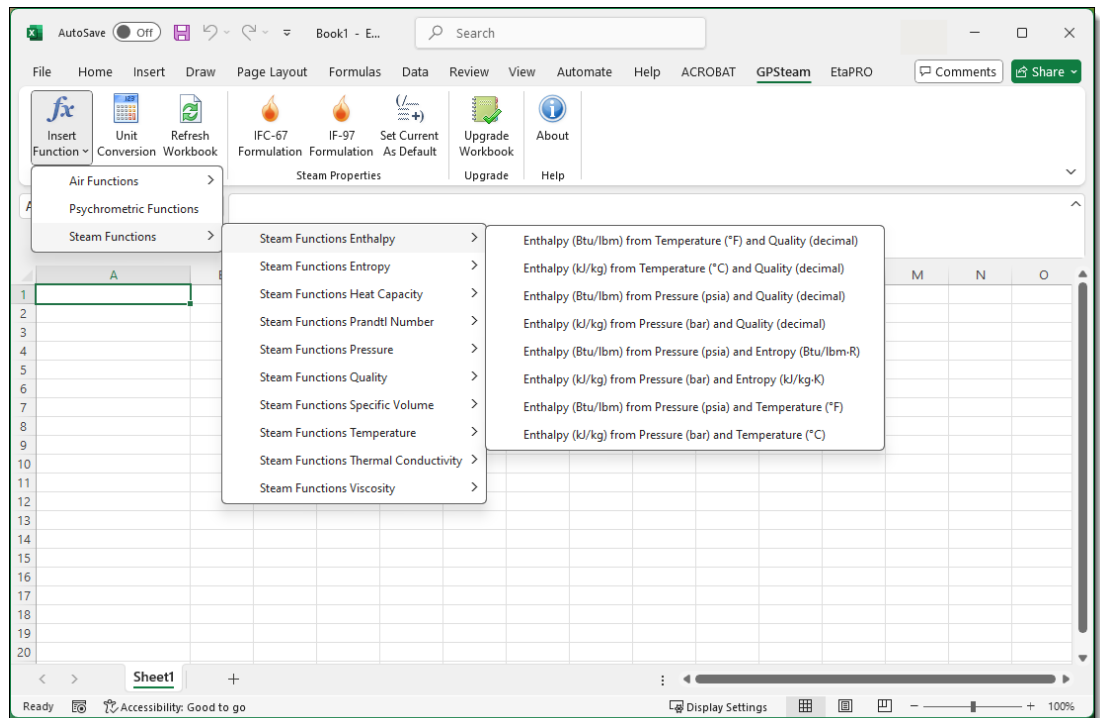 AutoSave Off Book1 - E... Search
File Home Insert Draw Page Layout Formulas Data Review View Automate Help ACROBAT GPSteam EtaPRO Comments Share
fx
Insert Function
Unit Conversion
Refresh Workbook
IFC-67 Formulation
IF-97 Formulation
Set Current As Default
Upgrade Workbook
About
Steam Properties Upgrade Help
Air Functions
Psychrometric Functions
Steam Functions
Steam Functions Enthalpy
Steam Functions Entropy
Steam Functions Heat Capacity
Steam Functions Prandtl Number
Steam Functions Pressure
Steam Functions Quality
Steam Functions Specific Volume
Steam Functions Temperature
Steam Functions Thermal Conductivity
Steam Functions Viscosity
Enthalpy (Btu/lbm) from Temperature (°F) and Quality (decimal)
Enthalpy (kJ/kg) from Temperature (°C) and Quality (decimal)
Enthalpy (Btu/lbm) from Pressure (psia) and Quality (decimal)
Enthalpy (kJ/kg) from Pressure (bar) and Quality (decimal)
Enthalpy (Btu/lbm) from Pressure (psia) and Entropy (Btu/lbm·R)
Enthalpy (kJ/kg) from Pressure (bar) and Entropy (kJ/kg·K)
Enthalpy (Btu/lbm) from Pressure (psia) and Temperature (°F)
Enthalpy (kJ/kg) from Pressure (bar) and Temperature (°C)
A M N O
1
2
3
4
5
6
7
8
9
10
11
12
13
14
15
16
17
18
19
20
Sheet1
Ready Accessibility: Good to go Display Settings 100%